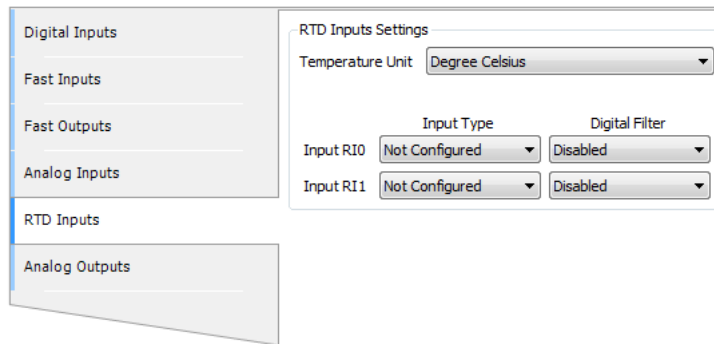 Digital Inputs
Fast Inputs
Fast Outputs
Analog Inputs
RTD Inputs
Analog Outputs
RTD Inputs Settings
Temperature Unit Degree Celsius
Input Type Digital Filter
Input RI0 Not Configured Disabled
Input RI1 Not Configured Disabled